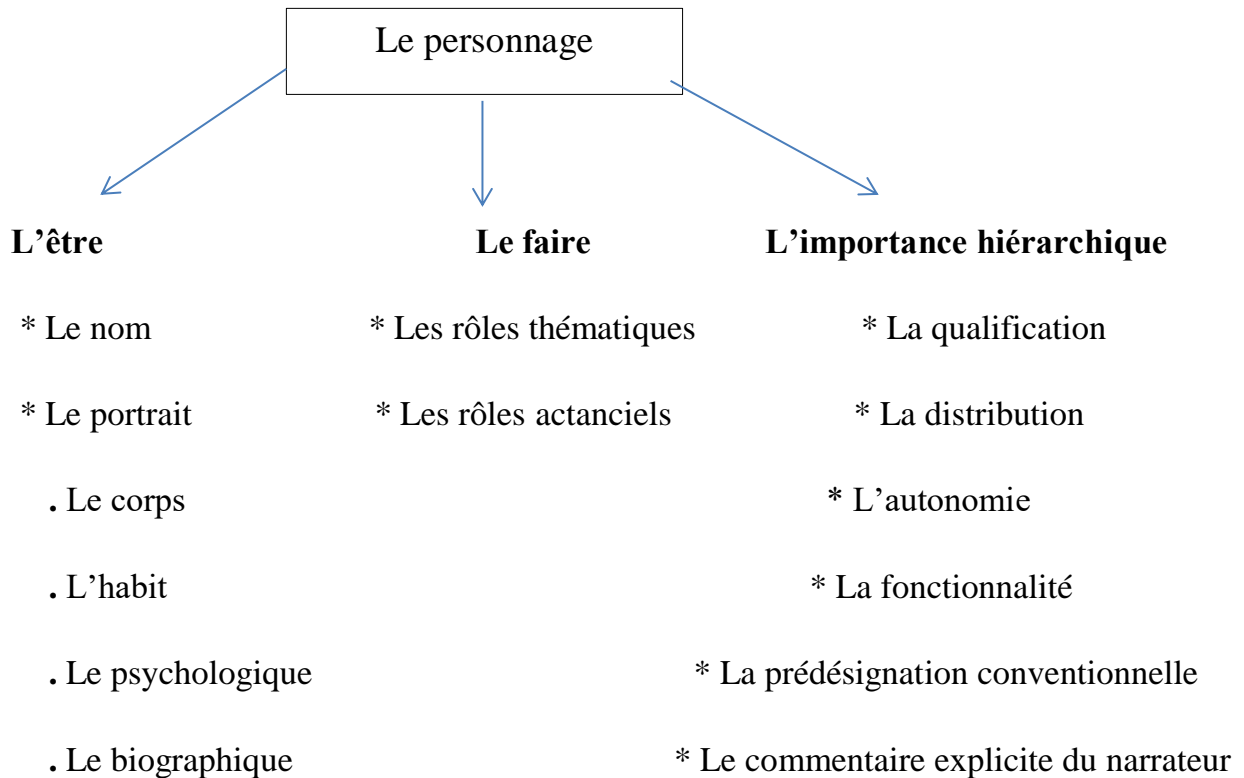 Le personnage
L’être Le faire L’importance hiérarchique
* Le nom * Les rôles thématiques * La qualification
* Le portrait * Les rôles actanciels * La distribution
. Le corps * L’autonomie
. L’habit * La fonctionnalité
. Le psychologique * La prédésignation conventionnelle
. Le biographique * Le commentaire explicite du narrateur